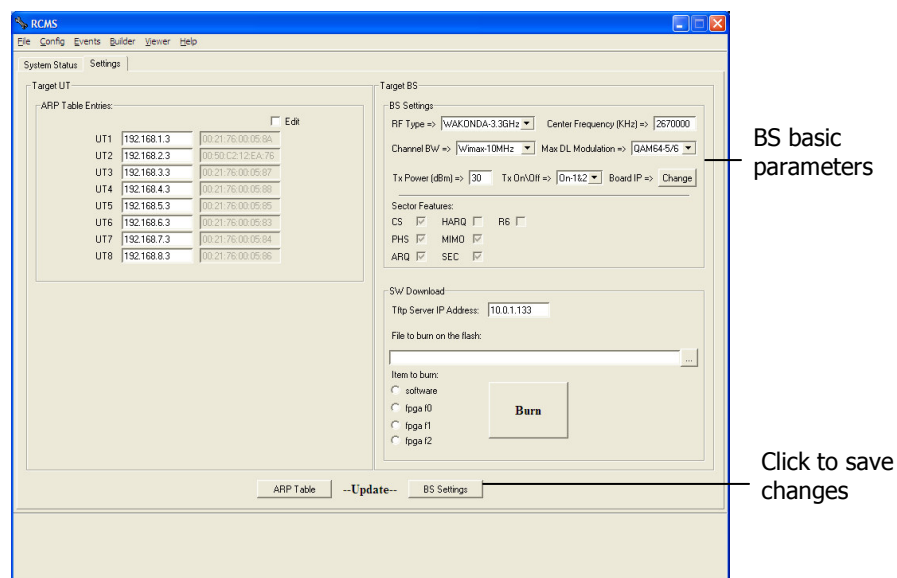 RCMS
File Config Events Builder Viewer Help
System Status Settings
Target UT
ARP Table Entries:
Edit
UT1 192.168.1.3 00:21:76:00:05:8A
UT2 192.168.2.3 00:50:C2:12:EA:76
UT3 192.168.3.3 00:21:76:00:05:87
UT4 192.168.4.3 00:21:76:00:05:88
UT5 192.168.5.3 00:21:76:00:05:85
UT6 192.168.6.3 00:21:76:00:05:83
UT7 192.168.7.3 00:21:76:00:05:84
UT8 192.168.8.3 00:21:76:00:05:86
Target BS
BS Settings
RF Type => WAKONDA-3.3GHz Center Frequency (KHz) => 2670000
Channel BW => Wimax-10MHz Max DL Modulation => QAM64-5/6
Tx Power (dBm) => 30 Tx On\Off => On-1&2 Board IP => Change
Sector Features:
CS HARQ R6
PHS MIMO
ARQ SEC
SW Download
Tftp Server IP Address: 10.0.1.133
File to burn on the flash:
...
Item to burn:
software
fpga f0
fpga f1
fpga f2
Burn
ARP Table --Update-- BS Settings
BS basic
parameters
Click to save
changes